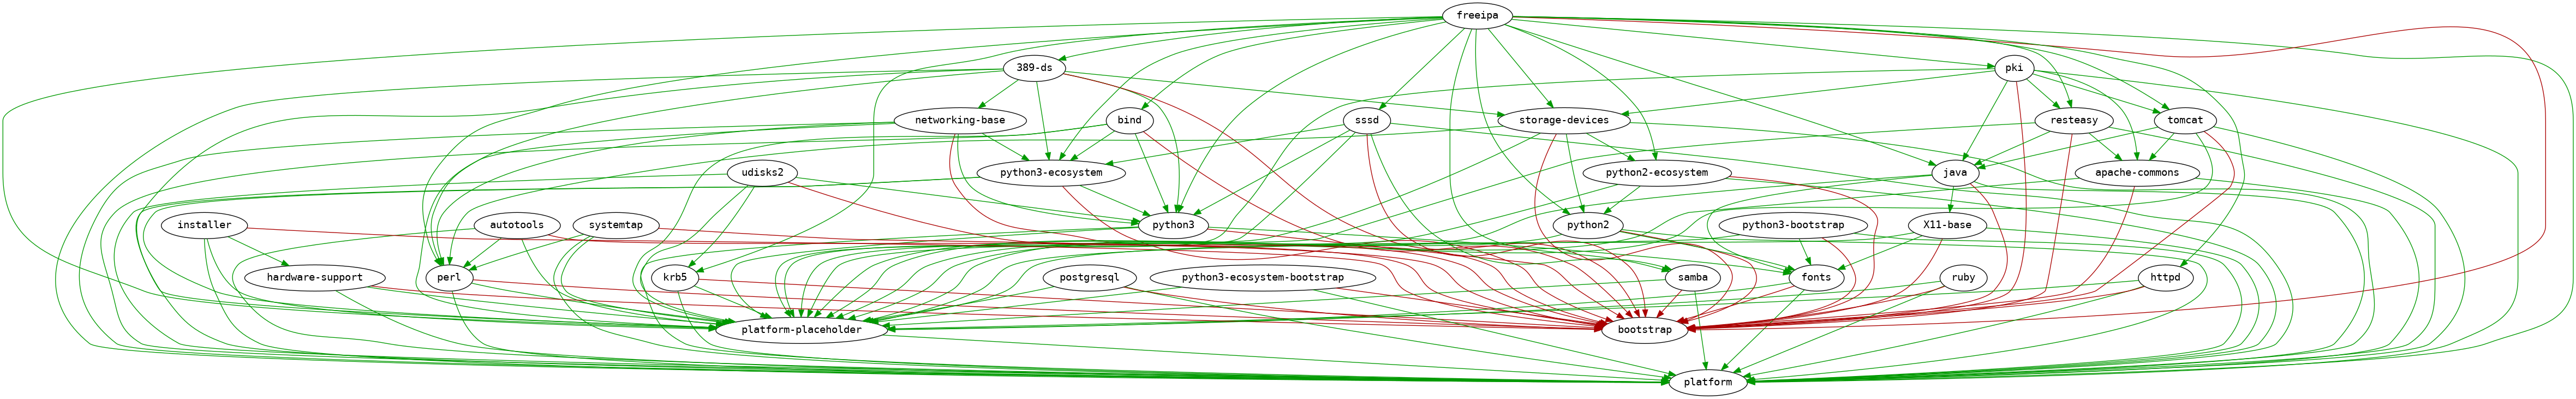 freeipa
389-ds
pki
networking-base
bind
sssd
storage-devices
resteasy
tomcat
udisks2
python3-ecosystem
python2-ecosystem
java
apache-commons
installer
autotools
systemtap
python3
python2
python3-bootstrap
X11-base
hardware-support
perl
krb5
postgresql
python3-ecosystem-bootstrap
samba
fonts
ruby
httpd
platform-placeholder
bootstrap
platform